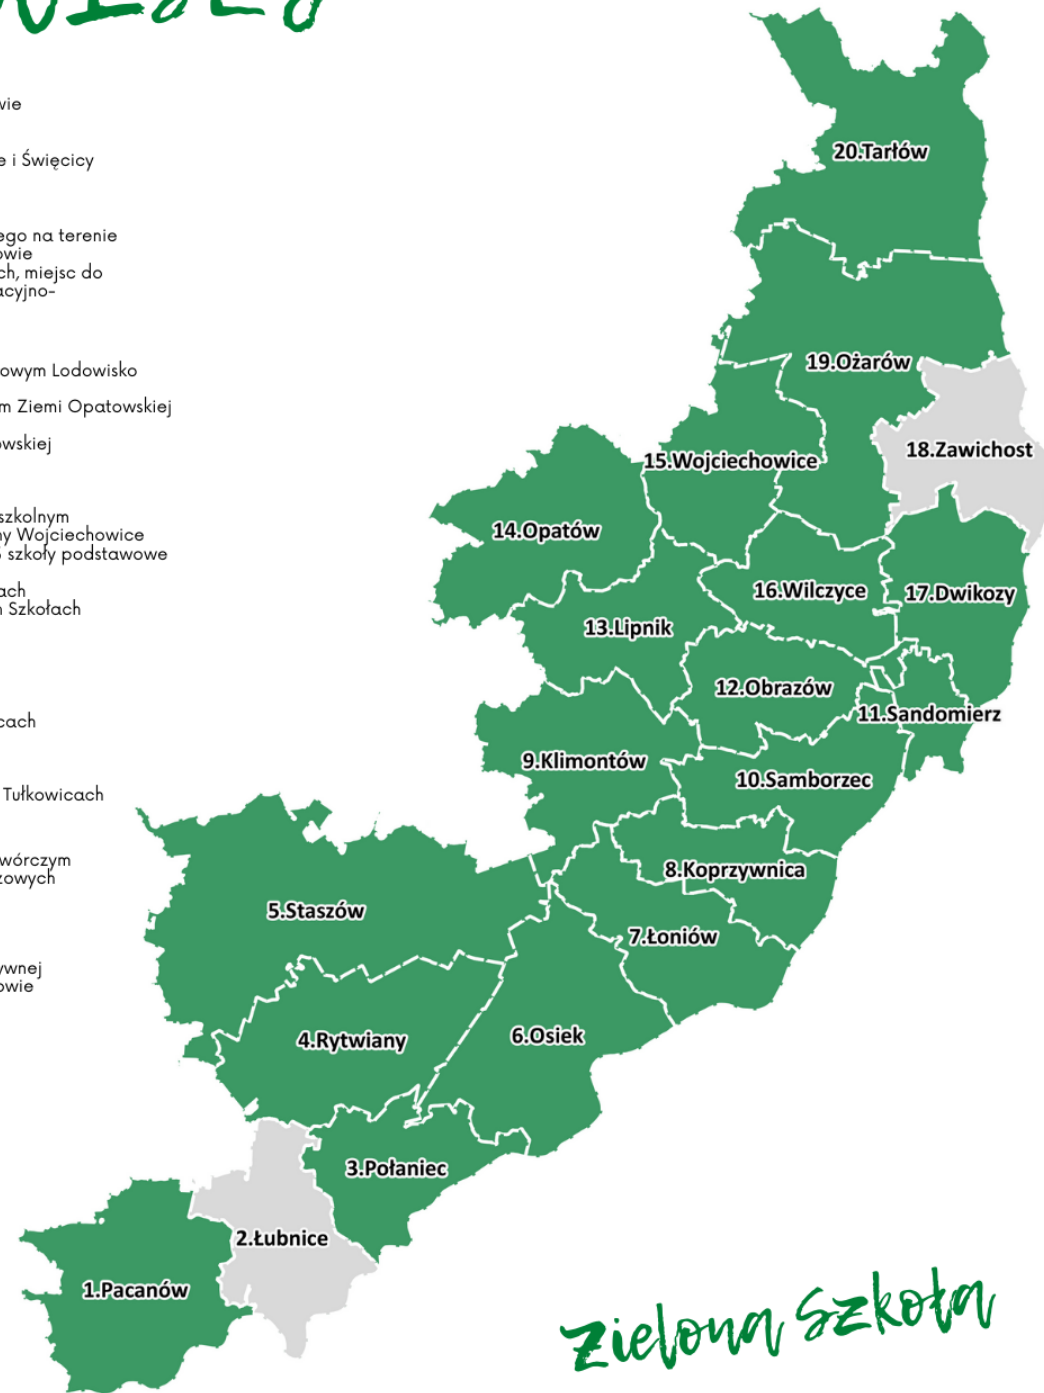 wie
e i Święcicy
ego na terenie
owie
ch, miejsc do
acyjno-
owym Lodowisko
m Ziemi Opatowskiej
owskiej
szkolnym
ny Wojciechowice
szkoły podstawowe
ach
h Szkołach
cach
Tułkowicach
wórczym
zowych
ywnej
owie
20.Tarłów
19.Ożarów
18.Zawichost
15.Wojciechowice
14.Opatów
16.Wilczyce
17.Dwikozy
13.Lipnik
12.Obrazów
11.Sandomierz
9.Klimontów
10.Samborzec
8.Koprzywnica
5.Staszów
7.Łoniów
4.Rytwiany
6.Osiek
3.Połaniec
2.Łubnice
1.Pacanów
Zielona Szkoła